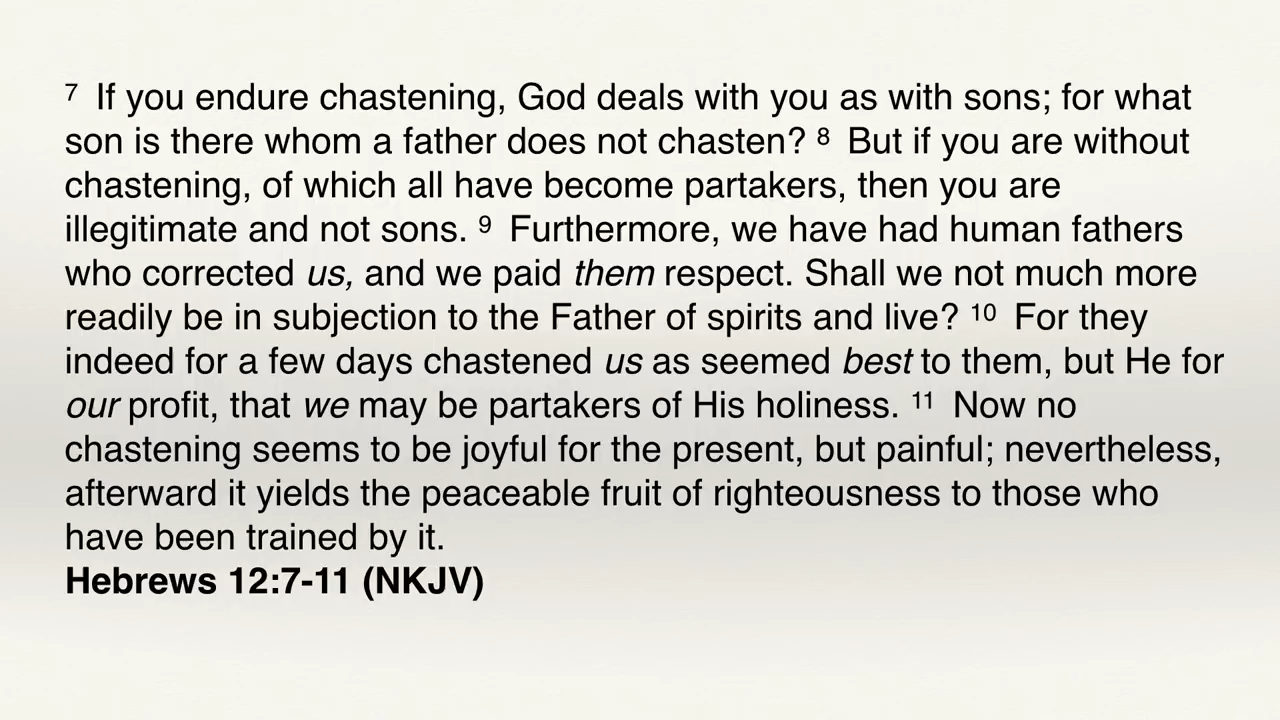 7 If you endure chastening, God deals with you as with sons; for what
son is there whom a father does not chasten? 8 But if you are without
chastening, of which all have become partakers, then you are
illegitimate and not sons. 9 Furthermore, we have had human fathers
who corrected us, and we paid them respect. Shall we not much more
readily be in subjection to the Father of spirits and live? 10 For they
indeed for a few days chastened us as seemed best to them, but He for
our profit, that we may be partakers of His holiness. 11 Now no
chastening seems to be joyful for the present, but painful; nevertheless,
afterward it yields the peaceable fruit of righteousness to those who
have been trained by it.
Hebrews 12:7-11 (NKJV)